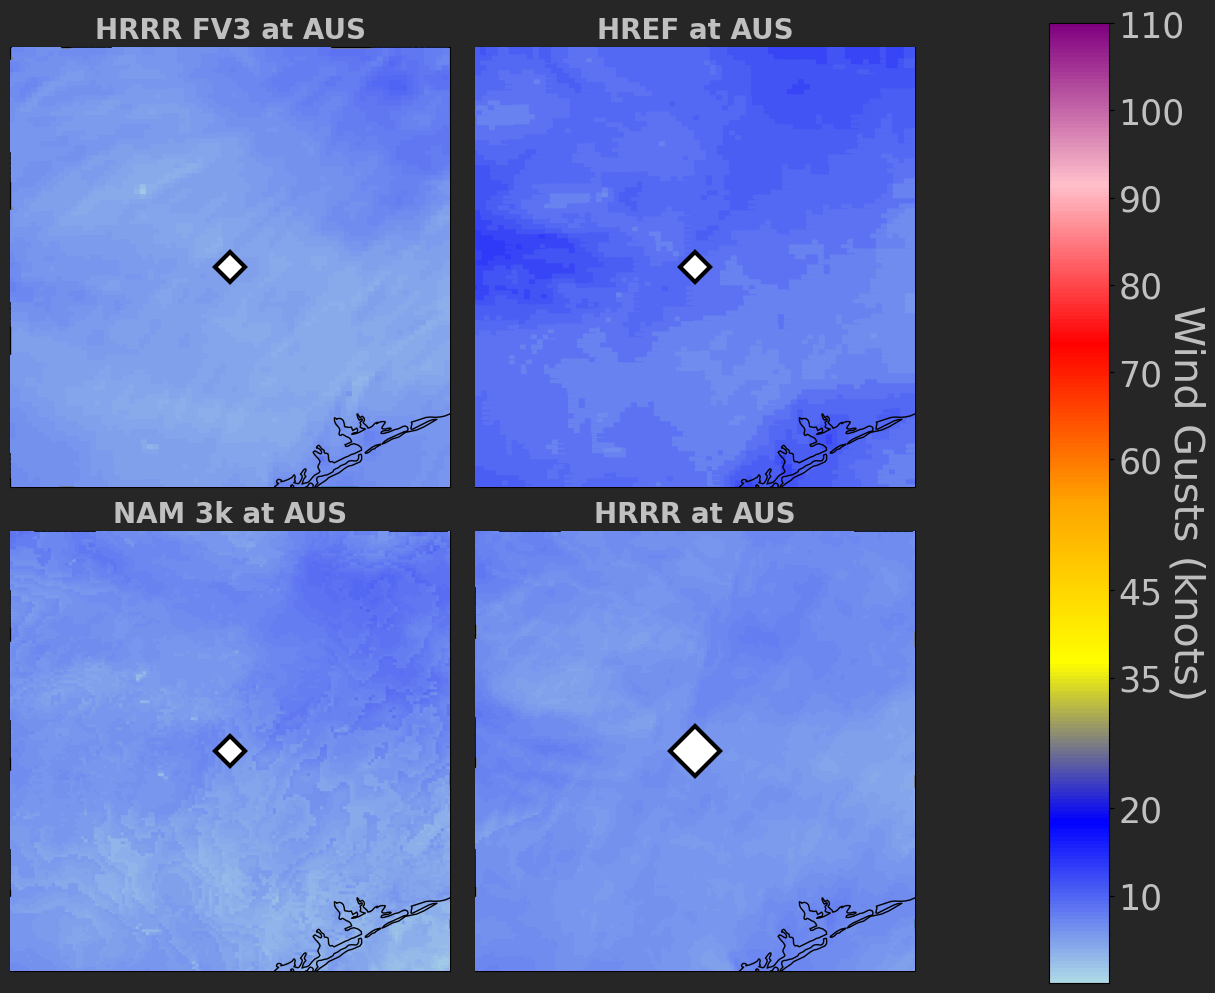 HRRR FV3 at AUS
HREF at AUS
NAM 3k at AUS
HRRR at AUS
110
100
90
80
70
60
45
35
20
10
Wind Gusts (knots)